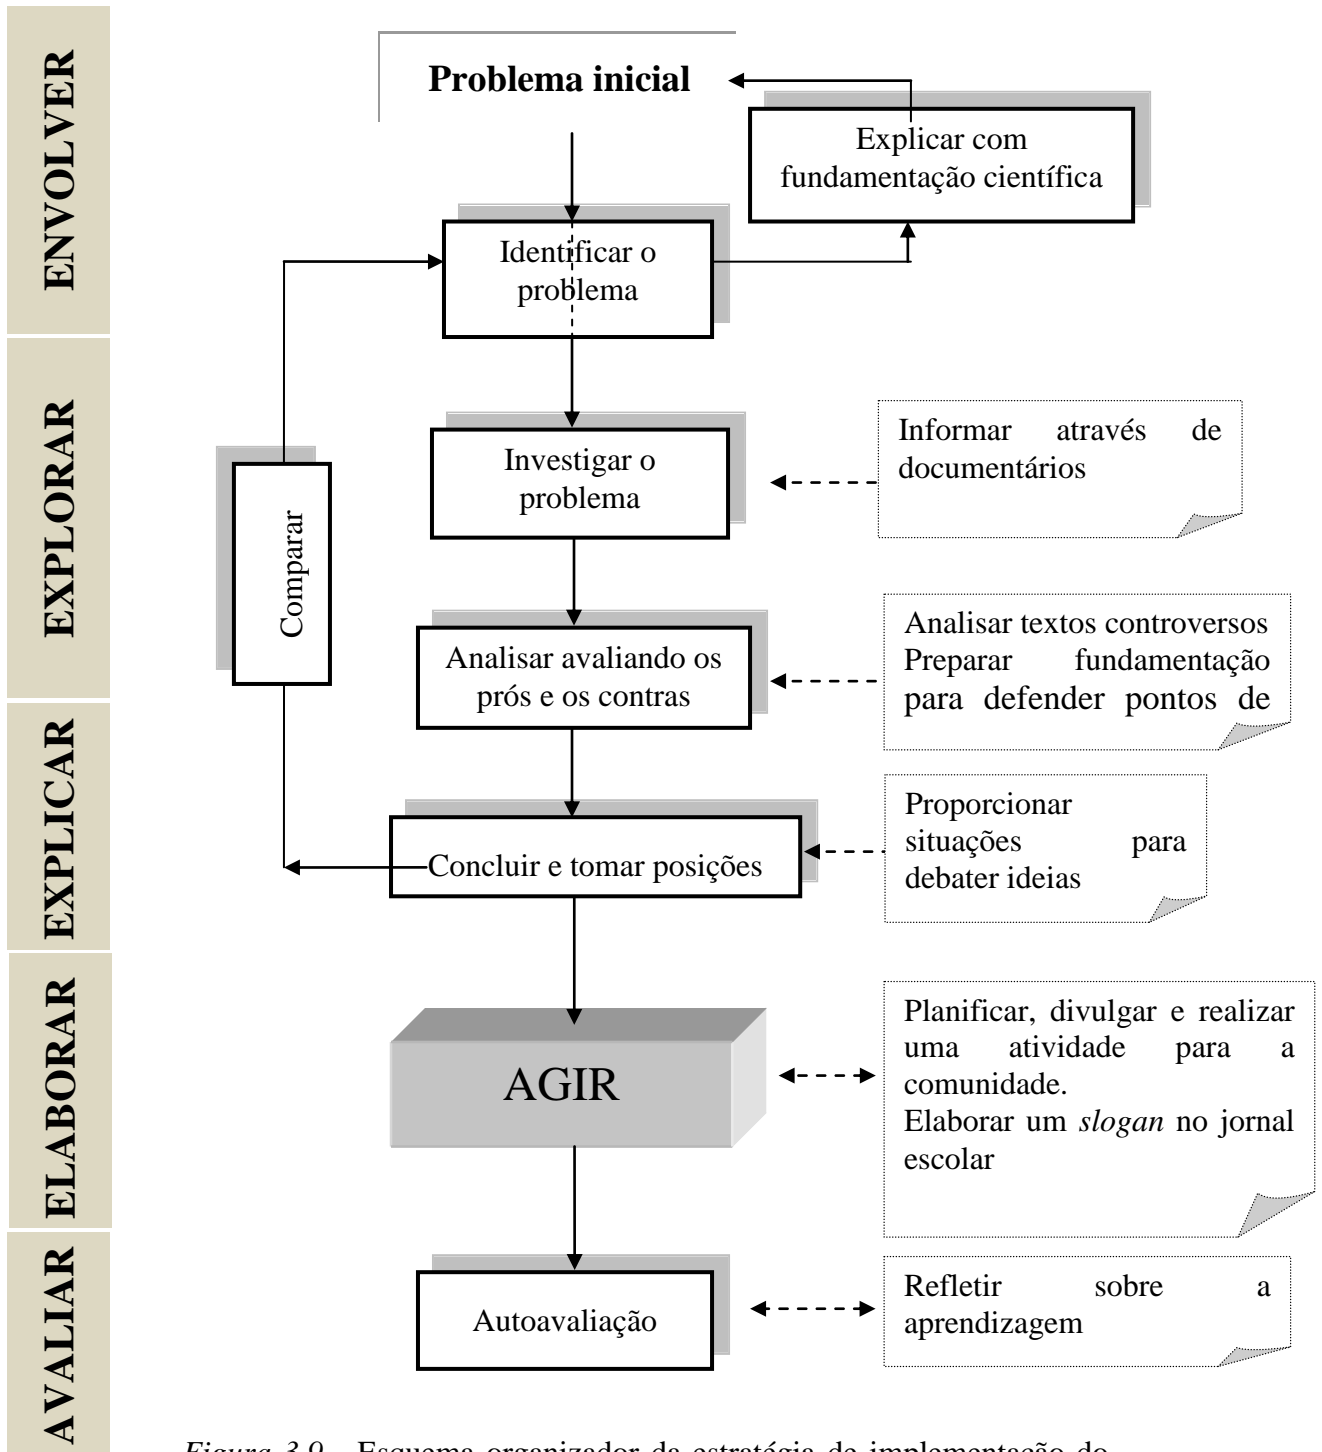 ENVOLVER
Problema inicial
Explicar com
fundamentação científica
Identificar o
problema
EXPLORAR
Comparar
Investigar o
problema
Informar através de
documentários
Analisar avaliando os
prós e os contras
Analisar textos controversos
Preparar fundamentação
para defender pontos de
EXPLICAR
Concluir e tomar posições
Proporcionar
situações para
debater ideias
ELABORAR
AGIR
Planificar, divulgar e realizar
uma atividade para a
comunidade.
Elaborar um slogan no jornal
escolar
AVALIAR
Autoavaliação
Refletir sobre a
aprendizagem
Figura 3.9 Esquema organizador da estratégia de implementação do